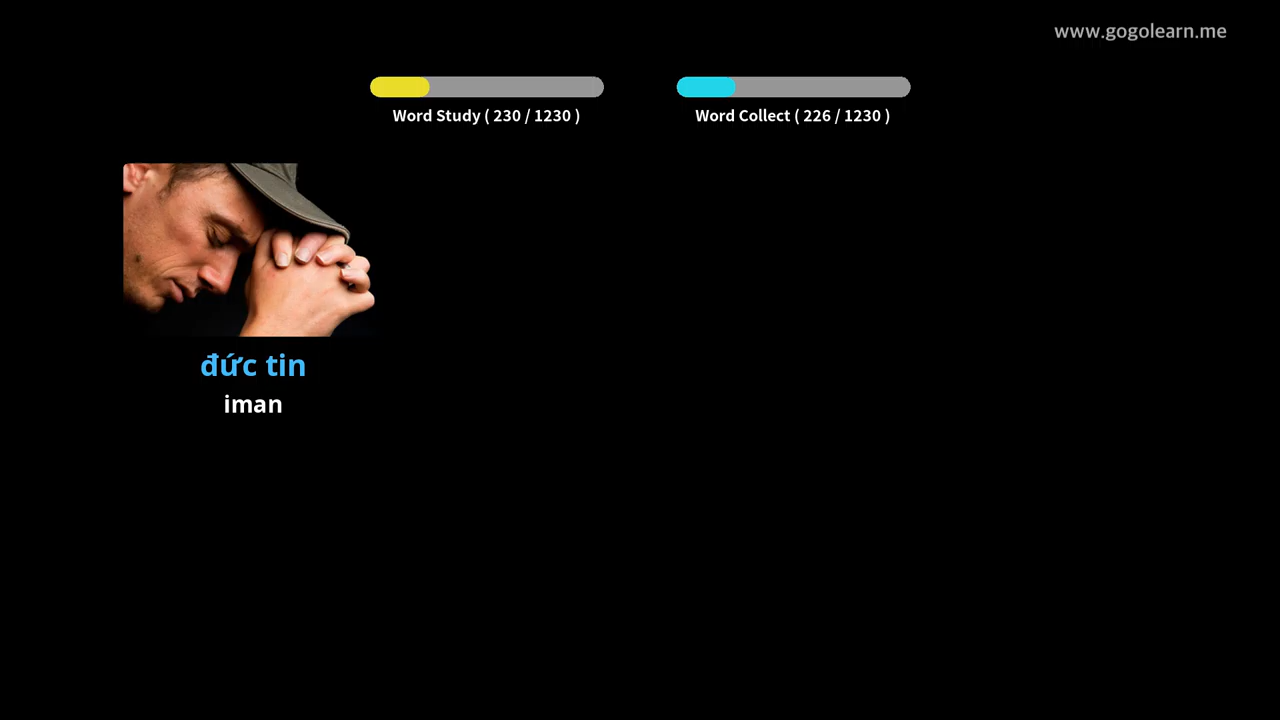 www.gogolearn.me
Word Study ( 230 / 1230 )
Word Collect ( 226 / 1230 )
đức tin
iman